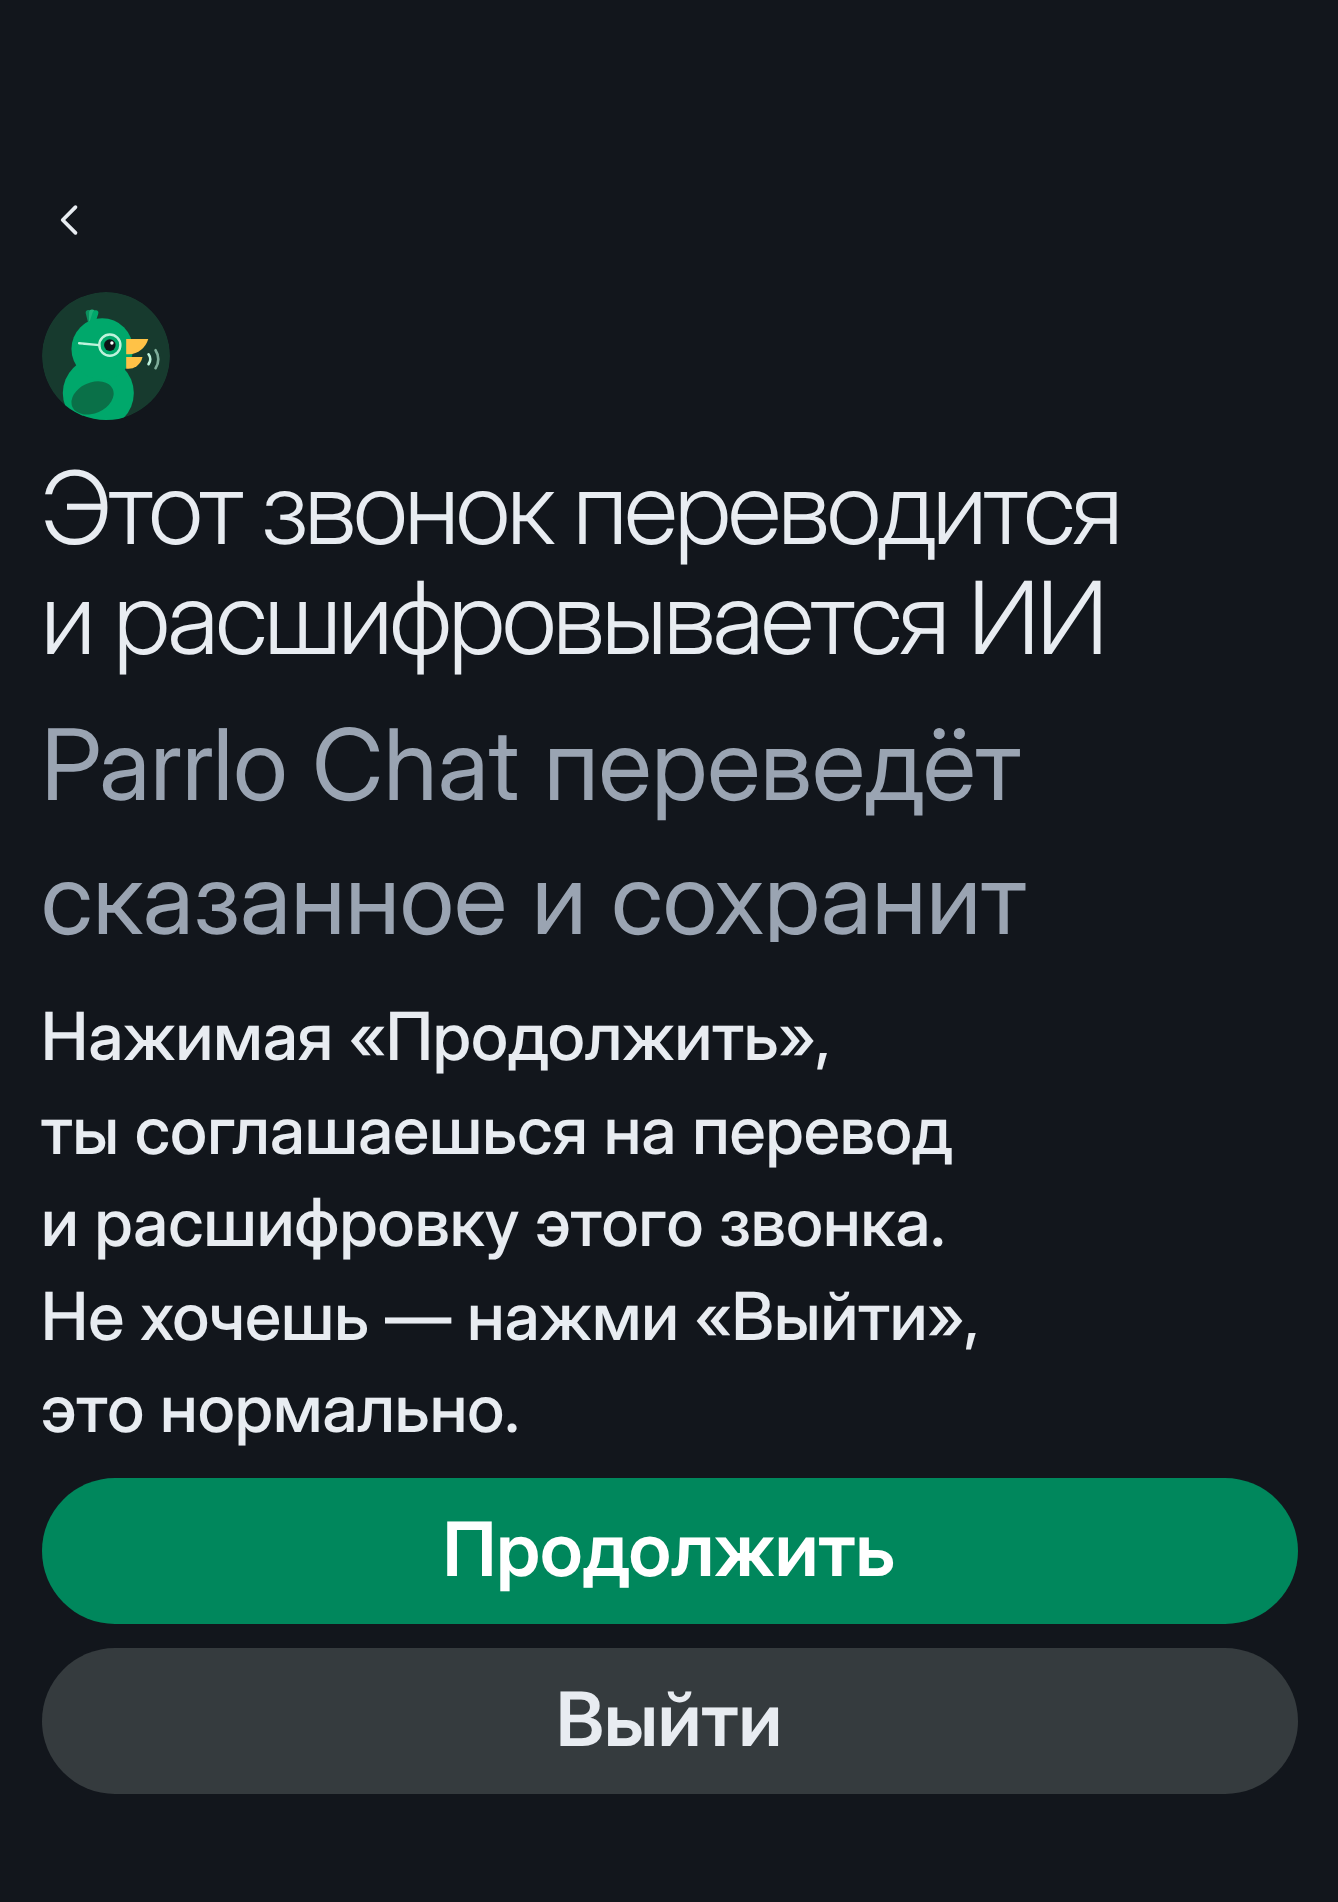 Этот звонок переводится
и расшифровывается ИИ
Parrlo Chat переведёт
сказанное и сохранит
Нажимая «Продолжить»,
ты соглашаешься на перевод
и расшифровку этого звонка.
Не хочешь — нажми «Выйти»,
это нормально.
Продолжить
Выйти